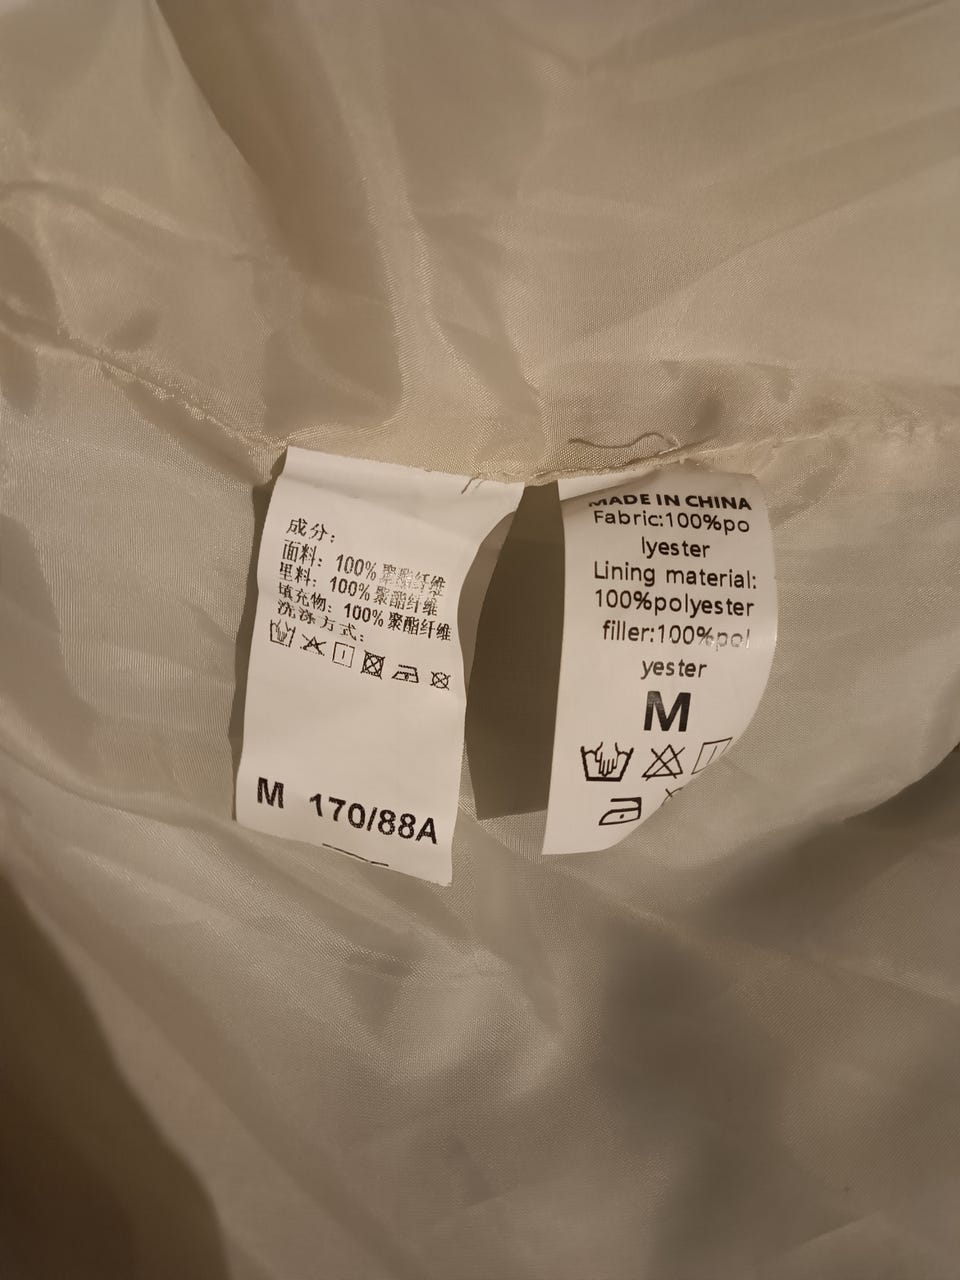 成分:
面料: 100%聚酯纤维
里料: 100%聚酯纤维
填充物: 100%聚酯纤维
洗涤方式:
M 170/88A
MADE IN CHINA
Fabric:100%po
lyester
Lining material:
100%polyester
filler:100%pol
yester
M